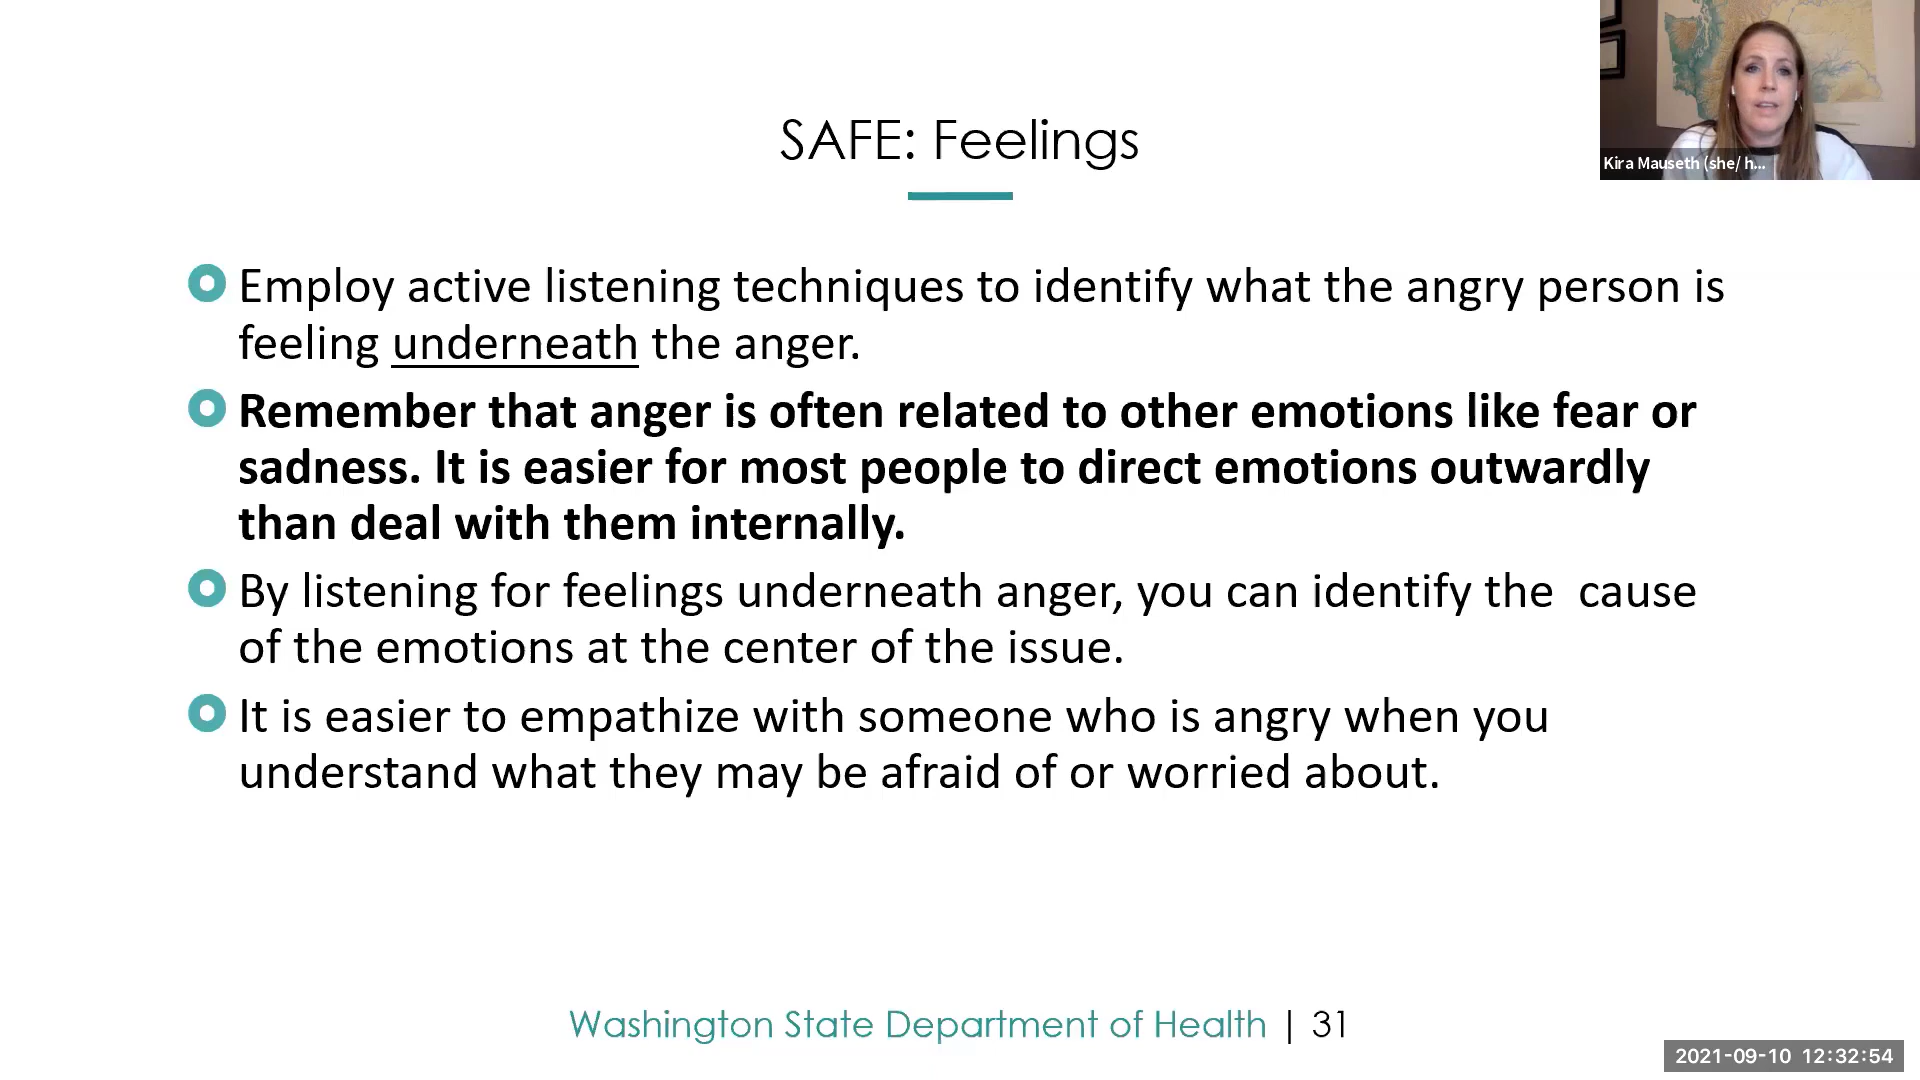 SAFE: Feelings
Kira Mauseth (she/ h...
Employ active listening techniques to identify what the angry person is
feeling underneath the anger.
Remember that anger is often related to other emotions like fear or
sadness. It is easier for most people to direct emotions outwardly
than deal with them internally.
By listening for feelings underneath anger, you can identify the  cause
of the emotions at the center of the issue.
It is easier to empathize with someone who is angry when you
understand what they may be afraid of or worried about.
Washington State Department of Health | 31
2021-09-10 12:32:54